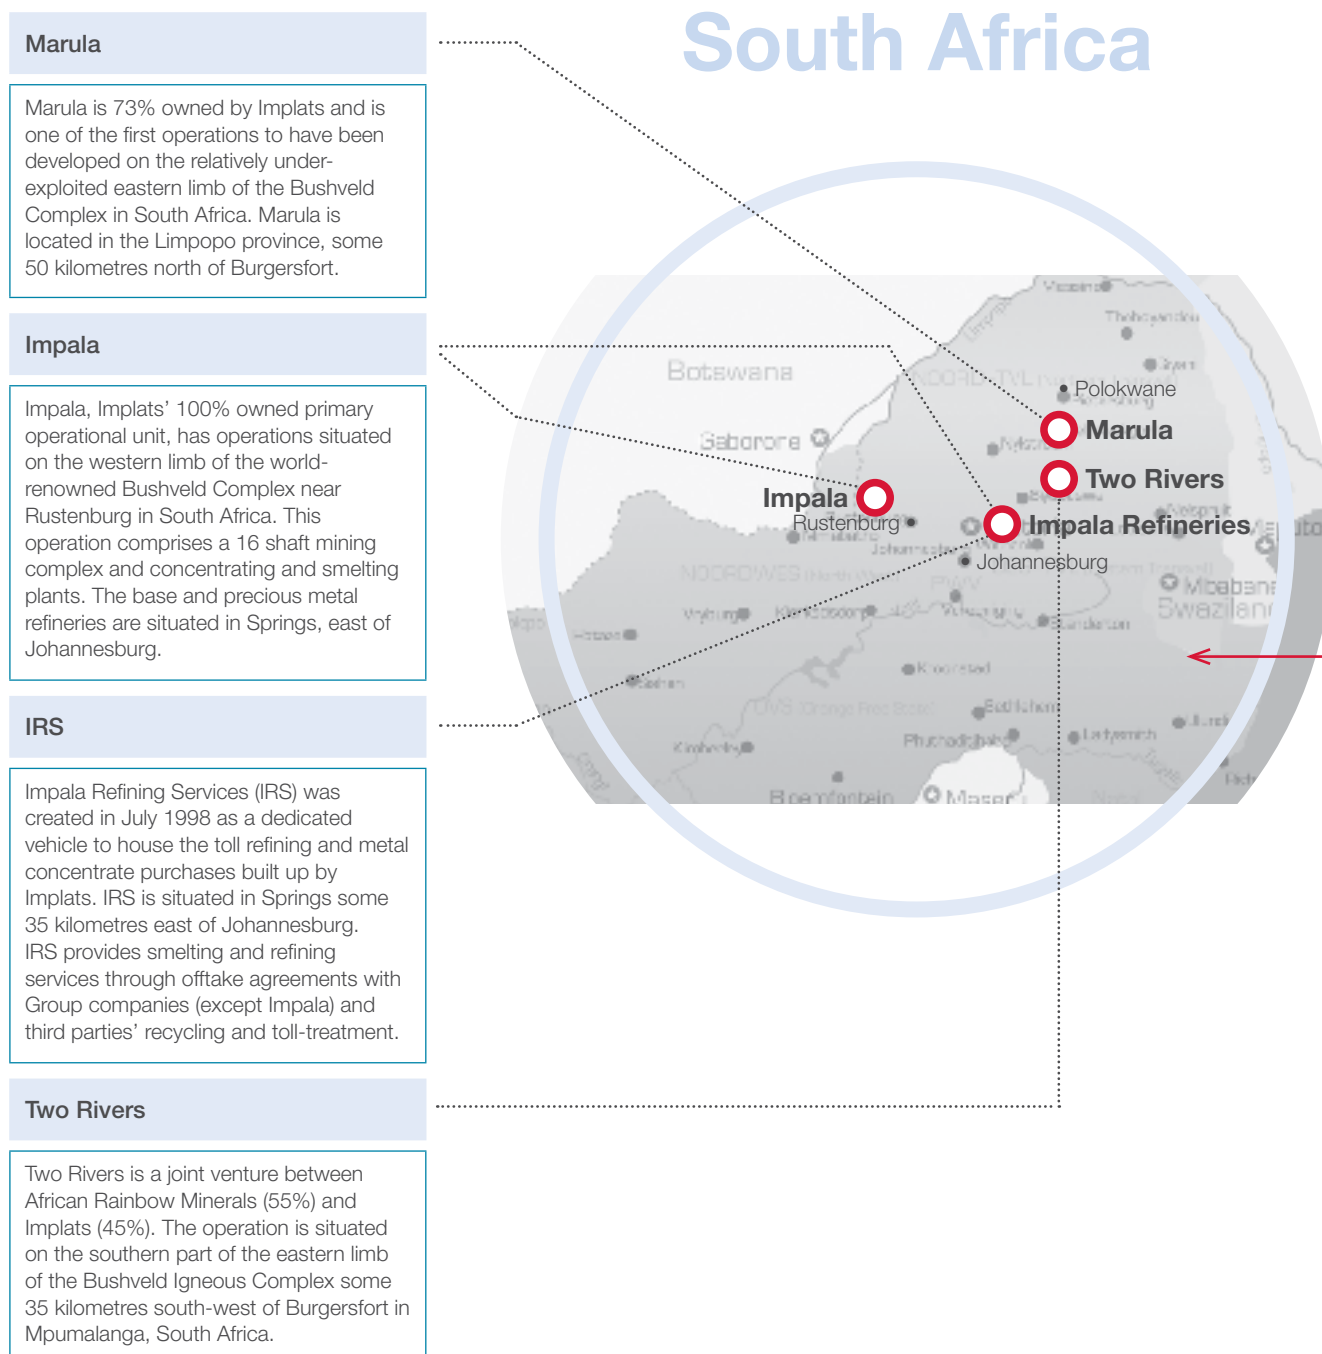 South Africa
Marula
Marula is 73% owned by Implats and is
one of the first operations to have been
developed on the relatively under-
exploited eastern limb of the Bushveld
Complex in South Africa. Marula is
located in the Limpopo province, some
50 kilometres north of Burgersfort.
Impala
Impala, Implats’ 100% owned primary
operational unit, has operations situated
on the western limb of the world-
renowned Bushveld Complex near
Rustenburg in South Africa. This
operation comprises a 16 shaft mining
complex and concentrating and smelting
plants. The base and precious metal
refineries are situated in Springs, east of
Johannesburg.
IRS
Impala Refining Services (IRS) was
created in July 1998 as a dedicated
vehicle to house the toll refining and metal
concentrate purchases built up by
Implats. IRS is situated in Springs some
35 kilometres east of Johannesburg.
IRS provides smelting and refining
services through offtake agreements with
Group companies (except Impala) and
third parties’ recycling and toll-treatment.
Two Rivers
Two Rivers is a joint venture between
African Rainbow Minerals (55%) and
Implats (45%). The operation is situated
on the southern part of the eastern limb
of the Bushveld Igneous Complex some
35 kilometres south-west of Burgersfort in
Mpumalanga, South Africa.
Botswana
Polokwane
Marula
Gaborone
Two Rivers
Impala
Rustenburg
Impala Refineries
Johannesburg
Mbabane
Kroonstad
Bethlehem
Ladysmith
Kimberley
Bloemfontein